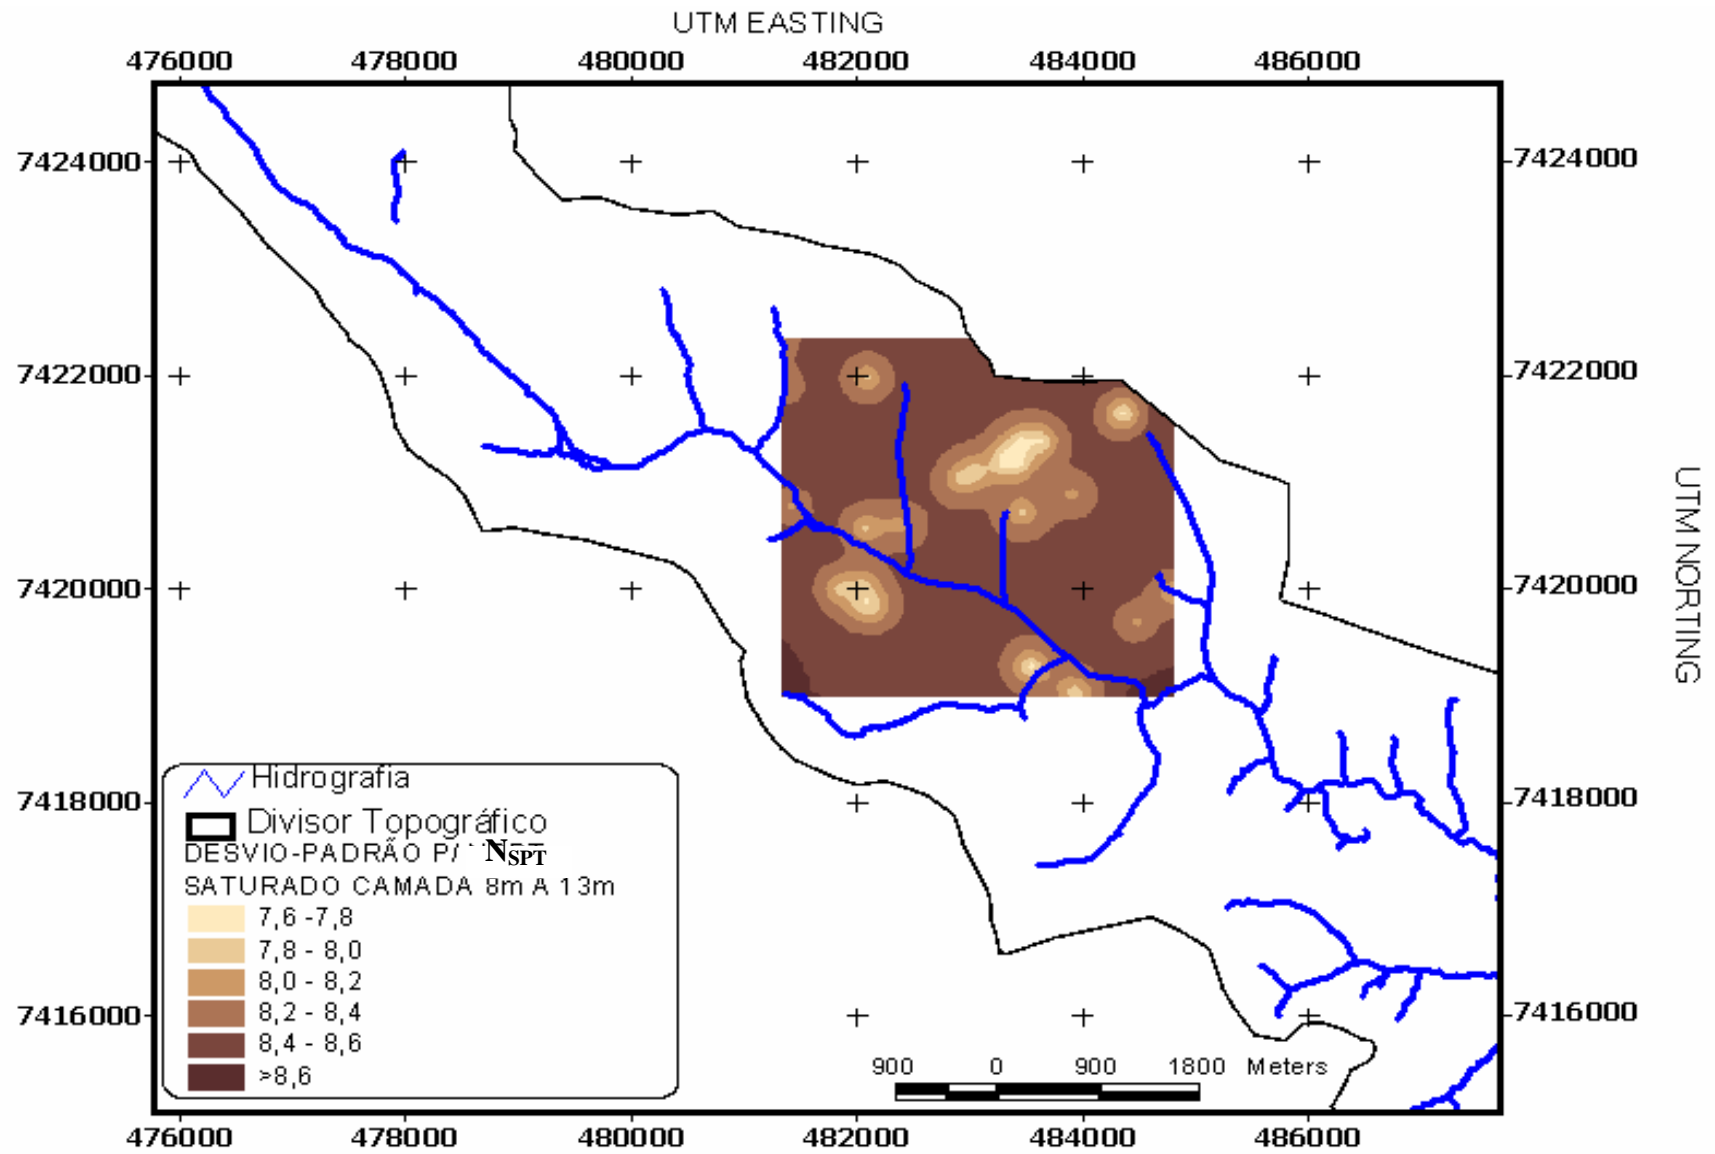 UTM EASTING
476000 478000 480000 482000 484000 486000
7424000 7424000
7422000 7422000
7420000 7420000
UTM NORTING
7418000 7418000
7416000 7416000
Hidrografia
Divisor Topográfico
DESVIO-PADRÃO P/ NSPT
SATURADO CAMADA 8m A 13m
7,6 -7,8
7,8 - 8,0
8,0 - 8,2
8,2 - 8,4
8,4 - 8,6
>8,6
900 0 900 1800 Meters
476000 478000 480000 482000 484000 486000